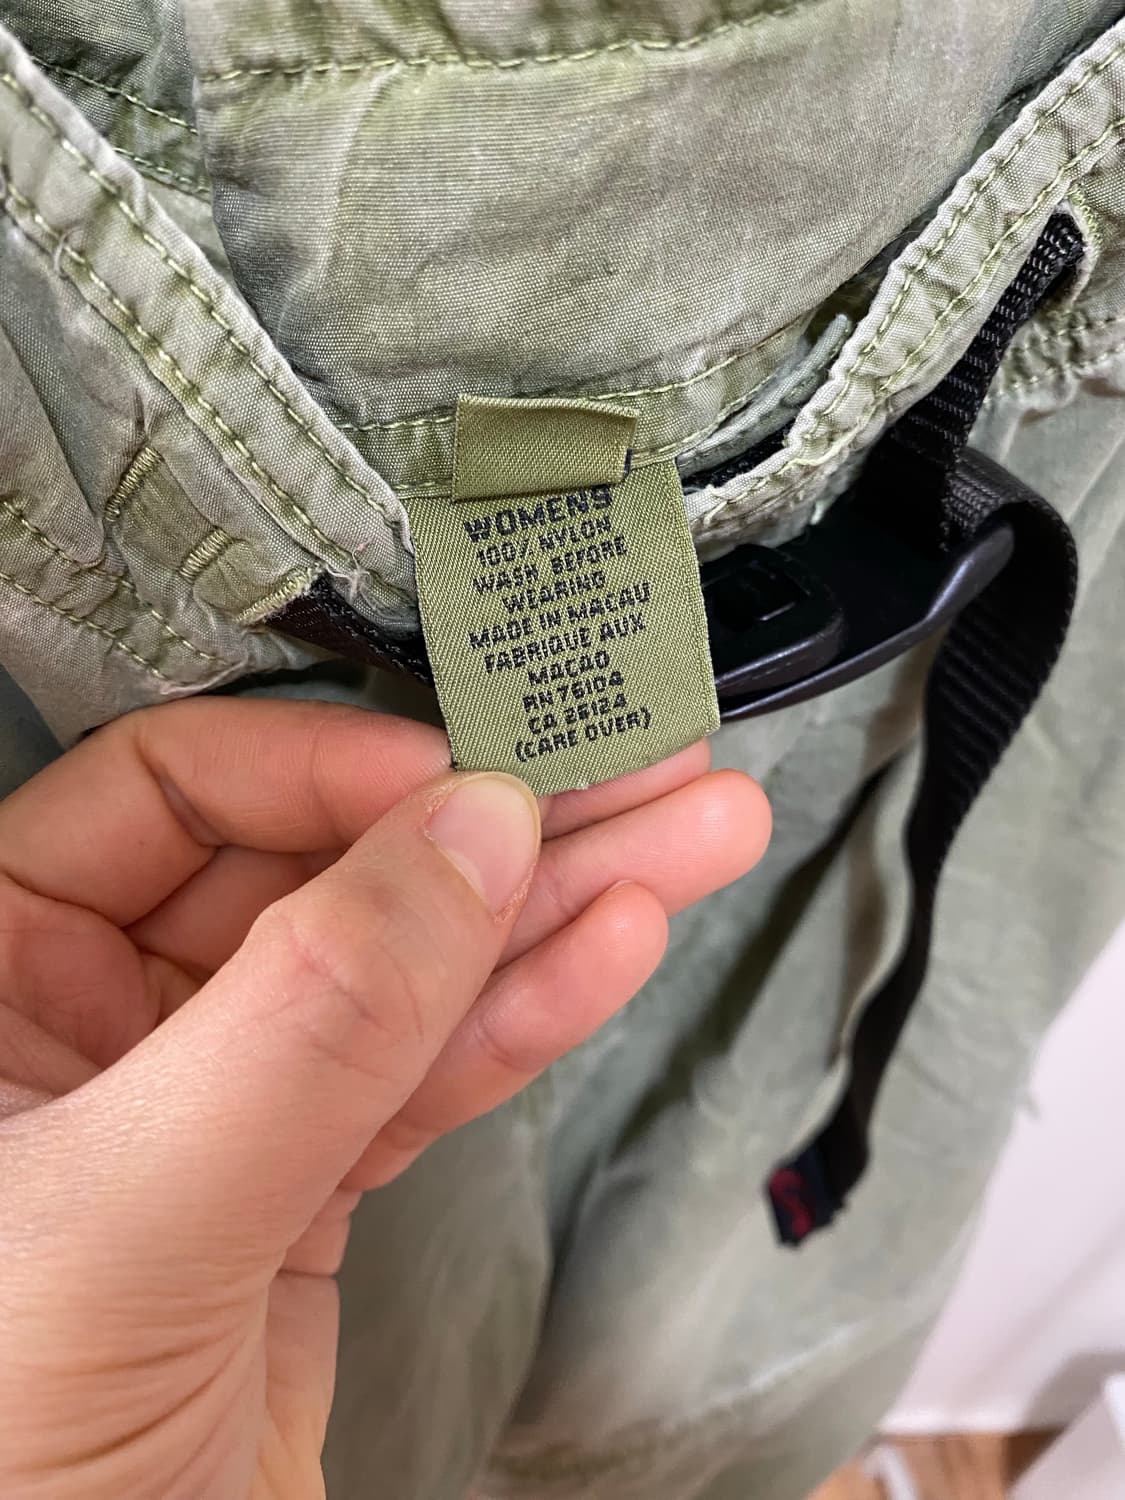 WOMENS
100% NYLON
WASH BEFORE
WEARING
MADE IN MACAU
FABRIQUE AUX
MACAO
RN 76104
CA 26124
(CARE OVER)